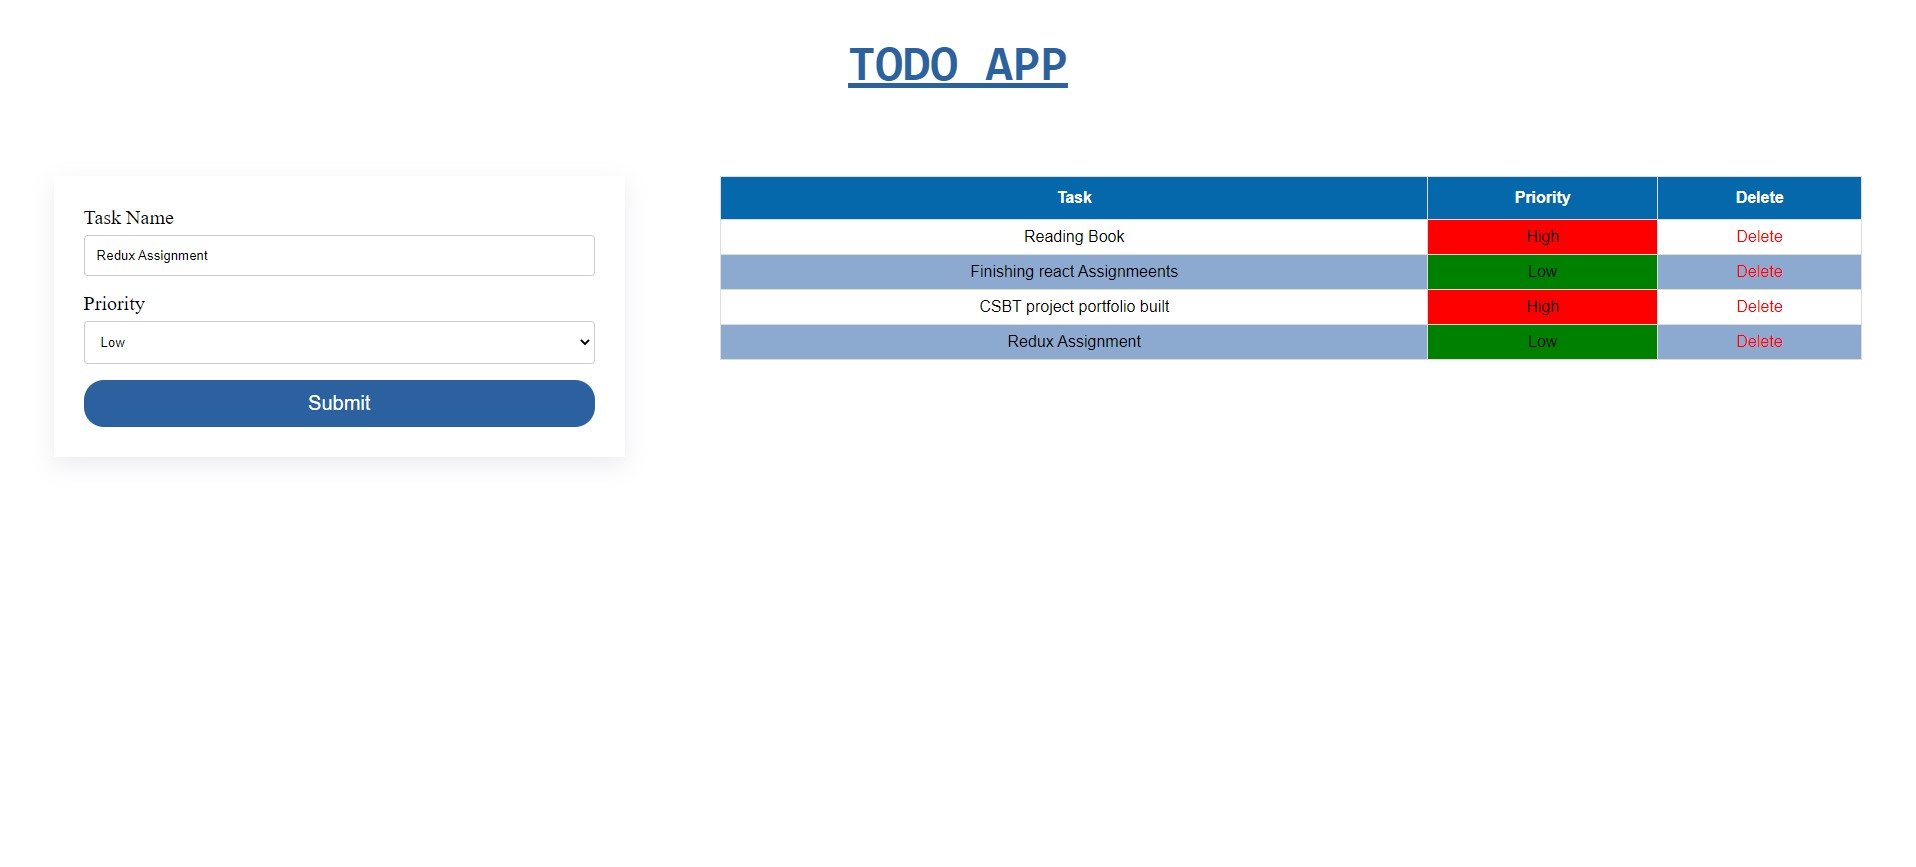 TODO APP
Task Name
Redux Assignment
Priority
Low
Submit
Task Priority Delete
Reading Book High Delete
Finishing react Assignmeents Low Delete
CSBT project portfolio built High Delete
Redux Assignment Low Delete